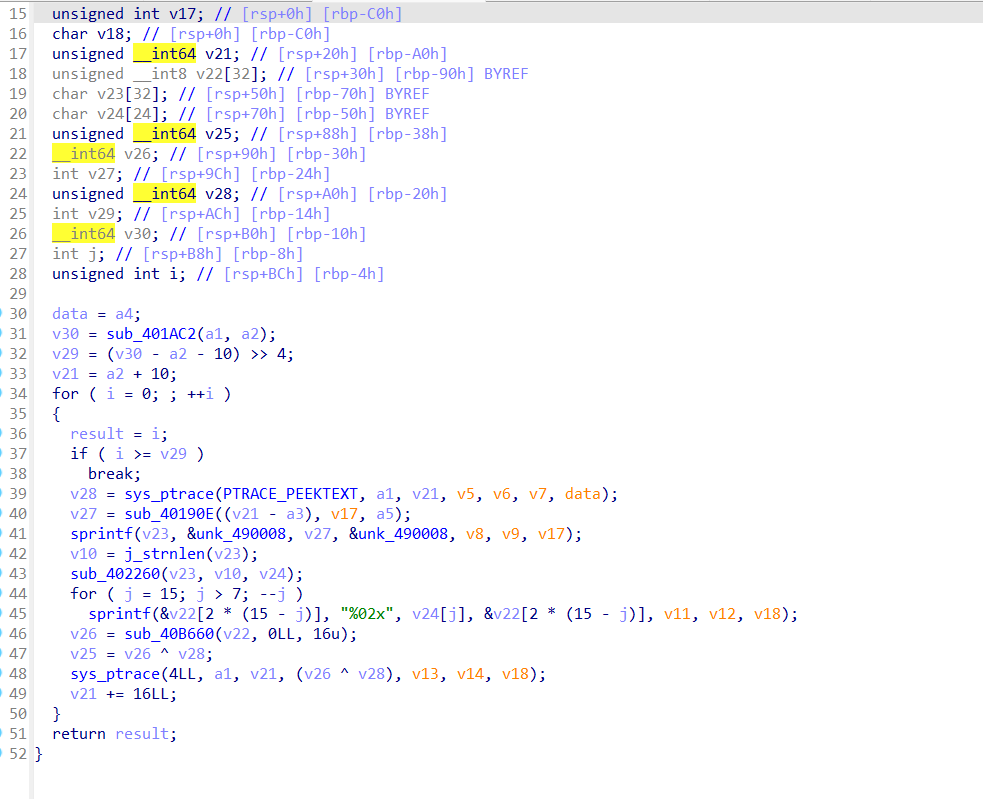 15 unsigned int v17; // [rsp+0h] [rbp-C0h]
16 char v18; // [rsp+0h] [rbp-C0h]
17 unsigned __int64 v21; // [rsp+20h] [rbp-A0h]
18 unsigned __int8 v22[32]; // [rsp+30h] [rbp-90h] BYREF
19 char v23[32]; // [rsp+50h] [rbp-70h] BYREF
20 char v24[24]; // [rsp+70h] [rbp-50h] BYREF
21 unsigned __int64 v25; // [rsp+88h] [rbp-38h]
22 __int64 v26; // [rsp+90h] [rbp-30h]
23 int v27; // [rsp+9Ch] [rbp-24h]
24 unsigned __int64 v28; // [rsp+A0h] [rbp-20h]
25 int v29; // [rsp+ACh] [rbp-14h]
26 __int64 v30; // [rsp+B0h] [rbp-10h]
27 int j; // [rsp+B8h] [rbp-8h]
28 unsigned int i; // [rsp+BCh] [rbp-4h]
29
30 data = a4;
31 v30 = sub_401AC2(a1, a2);
32 v29 = (v30 - a2 - 10) >> 4;
33 v21 = a2 + 10;
34 for ( i = 0; ; ++i )
35 {
36 result = i;
37 if ( i >= v29 )
38 break;
39 v28 = sys_ptrace(PTRACE_PEEKTEXT, a1, v21, v5, v6, v7, data);
40 v27 = sub_40190E((v21 - a3), v17, a5);
41 sprintf(v23, &unk_490008, v27, &unk_490008, v8, v9, v17);
42 v10 = j_strnlen(v23);
43 sub_402260(v23, v10, v24);
44 for ( j = 15; j > 7; --j )
45 sprintf(&v22[2 * (15 - j)], "%02x", v24[j], &v22[2 * (15 - j)], v11, v12, v18);
46 v26 = sub_40B660(v22, 0LL, 16u);
47 v25 = v26 ^ v28;
48 sys_ptrace(4LL, a1, v21, (v26 ^ v28), v13, v14, v18);
49 v21 += 16LL;
50 }
51 return result;
52 }